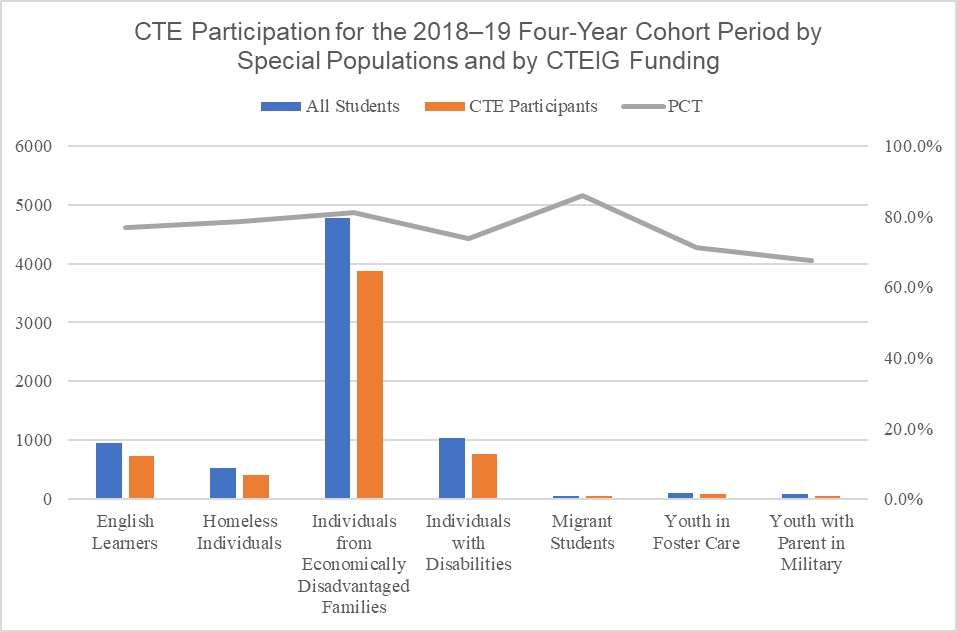 CTE Participation for the 2018–19 Four-Year Cohort Period by
Special Populations and by CTEIG Funding
All Students CTE Participants PCT
6000 100.0%
5000 80.0%
4000 60.0%
3000
2000 40.0%
1000 20.0%
0 0.0%
English
Learners
Homeless
Individuals
Individuals
from
Economically
Disadvantaged
Families
Individuals
with
Disabilities
Migrant
Students
Youth in
Foster Care
Youth with
Parent in
Military